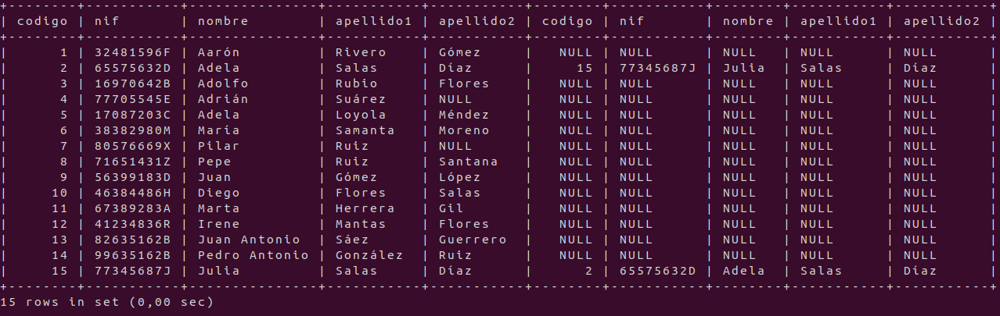 +--------+-----------+---------------+-----------+-----------+--------+-----------+--------+-----------+-----------+
| codigo | nif       | nombre        | apellido1 | apellido2 | codigo | nif       | nombre | apellido1 | apellido2 |
+--------+-----------+---------------+-----------+-----------+--------+-----------+--------+-----------+-----------+
|      1 | 32481596F | Aarón         | Rivero    | Gómez     |   NULL | NULL      | NULL   | NULL      | NULL      |
|      2 | 65575632D | Adela         | Salas     | Díaz      |     15 | 77345687J | Julia  | Salas     | Díaz      |
|      3 | 16970642B | Adolfo        | Rubio     | Flores    |   NULL | NULL      | NULL   | NULL      | NULL      |
|      4 | 77705545E | Adrián        | Suárez    | NULL      |   NULL | NULL      | NULL   | NULL      | NULL      |
|      5 | 17087203C | Adela         | Loyola    | Méndez    |   NULL | NULL      | NULL   | NULL      | NULL      |
|      6 | 38382980M | María         | Samanta   | Moreno    |   NULL | NULL      | NULL   | NULL      | NULL      |
|      7 | 80576669X | Pilar         | Ruiz      | NULL      |   NULL | NULL      | NULL   | NULL      | NULL      |
|      8 | 71651431Z | Pepe          | Ruiz      | Santana   |   NULL | NULL      | NULL   | NULL      | NULL      |
|      9 | 56399183D | Juan          | Gómez     | López     |   NULL | NULL      | NULL   | NULL      | NULL      |
|     10 | 46384486H | Diego         | Flores    | Salas     |   NULL | NULL      | NULL   | NULL      | NULL      |
|     11 | 67389283A | Marta         | Herrera   | Gil       |   NULL | NULL      | NULL   | NULL      | NULL      |
|     12 | 41234836R | Irene         | Mantas    | Flores    |   NULL | NULL      | NULL   | NULL      | NULL      |
|     13 | 82635162B | Juan Antonio  | Sáez      | Guerrero  |   NULL | NULL      | NULL   | NULL      | NULL      |
|     14 | 99635162B | Pedro Antonio | González  | Ruiz      |   NULL | NULL      | NULL   | NULL      | NULL      |
|     15 | 77345687J | Julia         | Salas     | Díaz      |      2 | 65575632D | Adela  | Salas     | Díaz      |
+--------+-----------+---------------+-----------+-----------+--------+-----------+--------+-----------+-----------+
15 rows in set (0,00 sec)